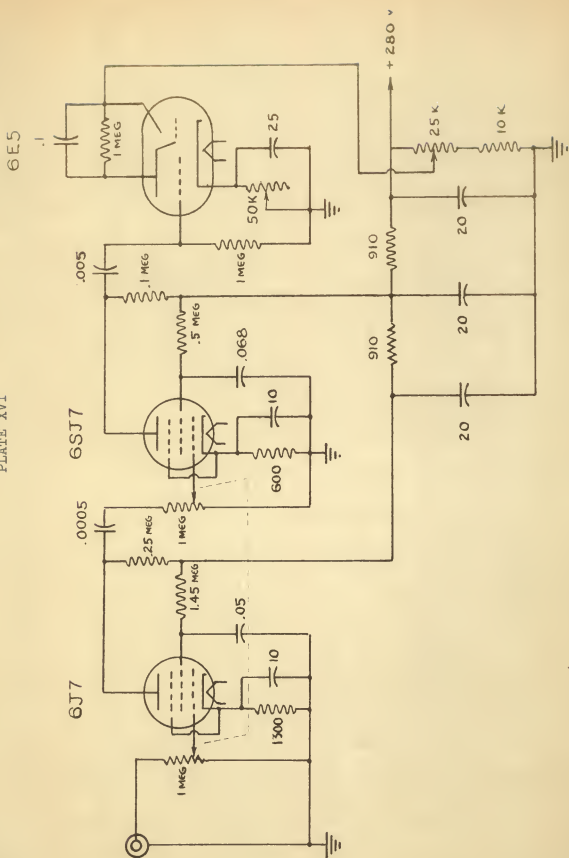 PLATE XVI
6J7
6SJ7
6E5
1 MEG
1300
10
.05
1.45 MEG
.25 MEG
.0005
1 MEG
600
10
.068
.5 MEG
.1 MEG
.005
1 MEG
50K
25
1 MEG
.1
910
910
20
20
20
25 K
10 K
+ 280 v